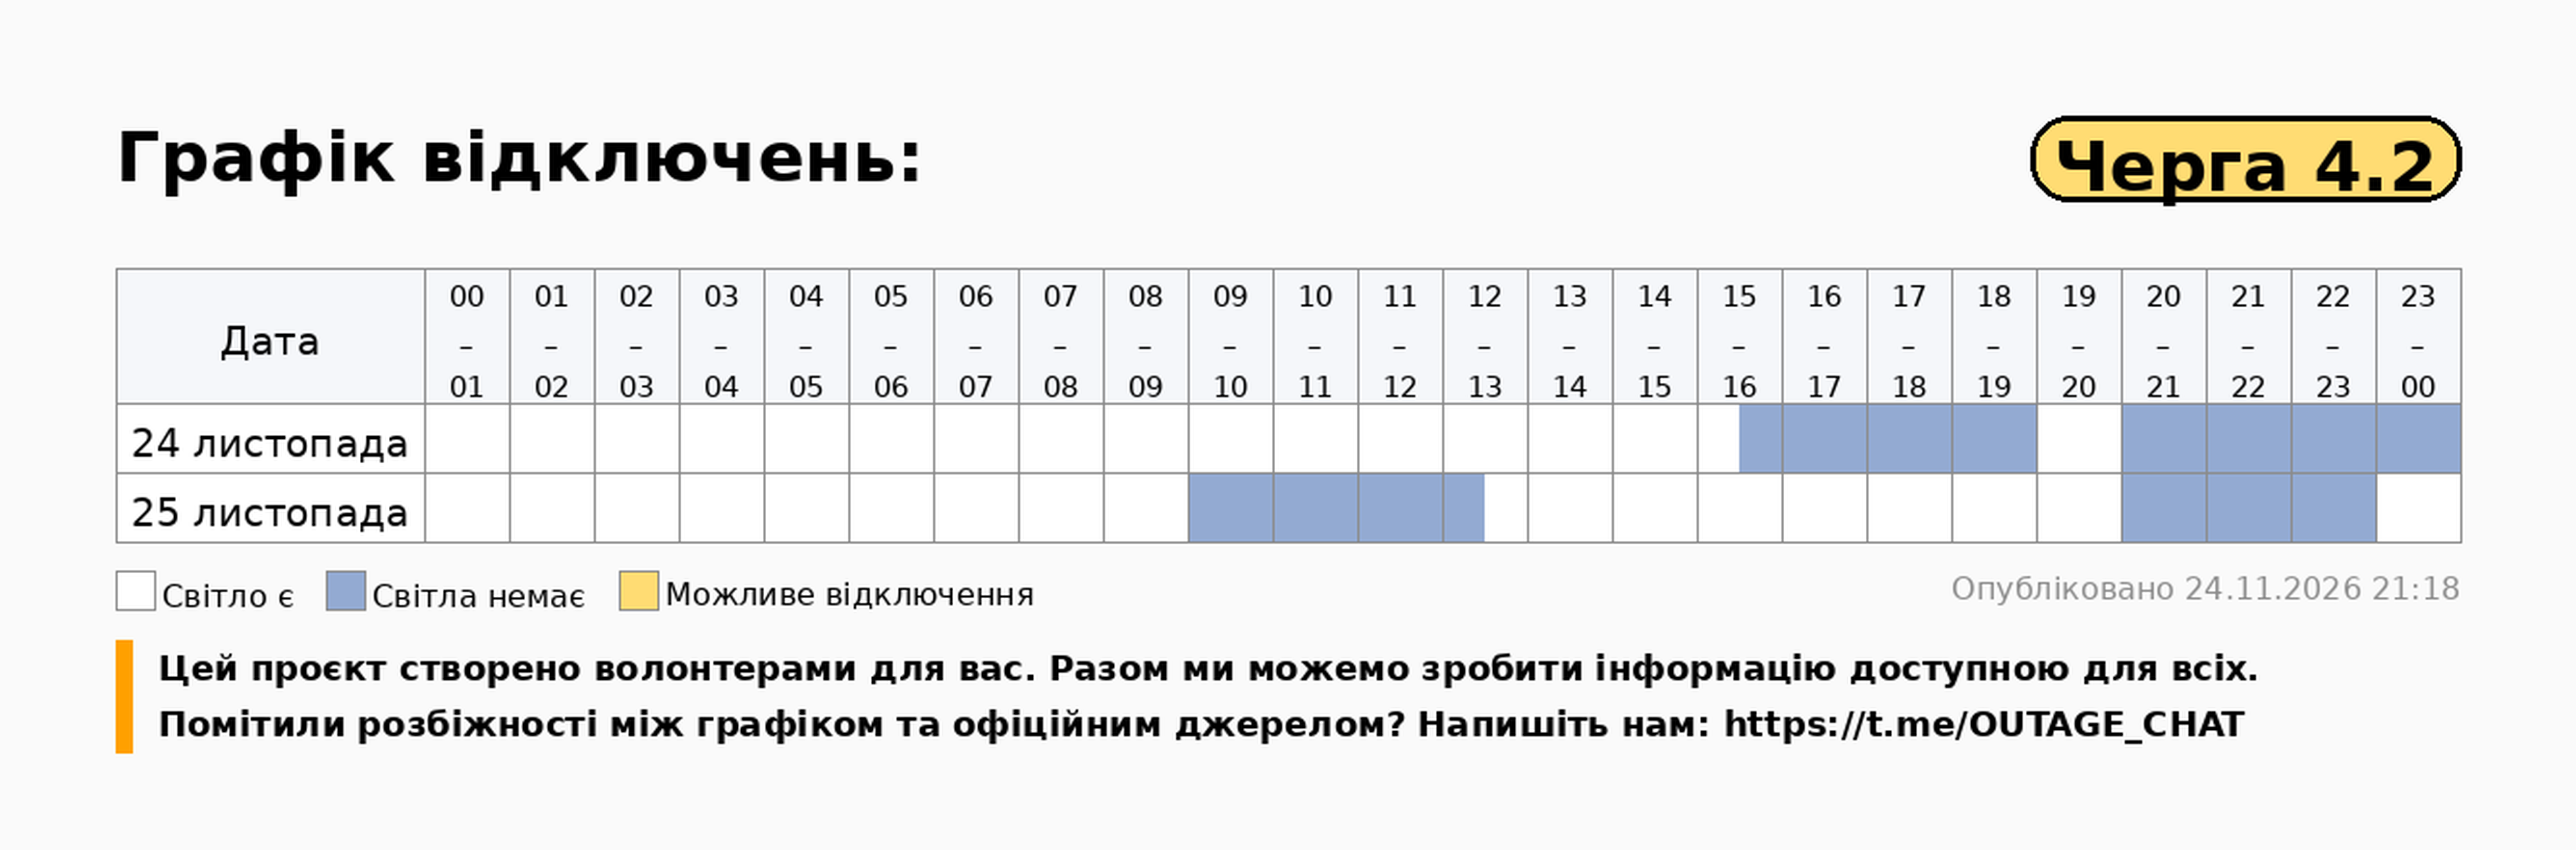 Графік відключень:
Черга 4.2
Дата
00 – 01
01 – 02
02 – 03
03 – 04
04 – 05
05 – 06
06 – 07
07 – 08
08 – 09
09 – 10
10 – 11
11 – 12
12 – 13
13 – 14
14 – 15
15 – 16
16 – 17
17 – 18
18 – 19
19 – 20
20 – 21
21 – 22
22 – 23
23 – 00
24 листопада
25 листопада
Світло є
Світла немає
Можливе відключення
Опубліковано 24.11.2026 21:18
Цей проєкт створено волонтерами для вас. Разом ми можемо зробити інформацію доступною для всіх.
Помітили розбіжності між графіком та офіційним джерелом? Напишіть нам: https://t.me/OUTAGE_CHAT